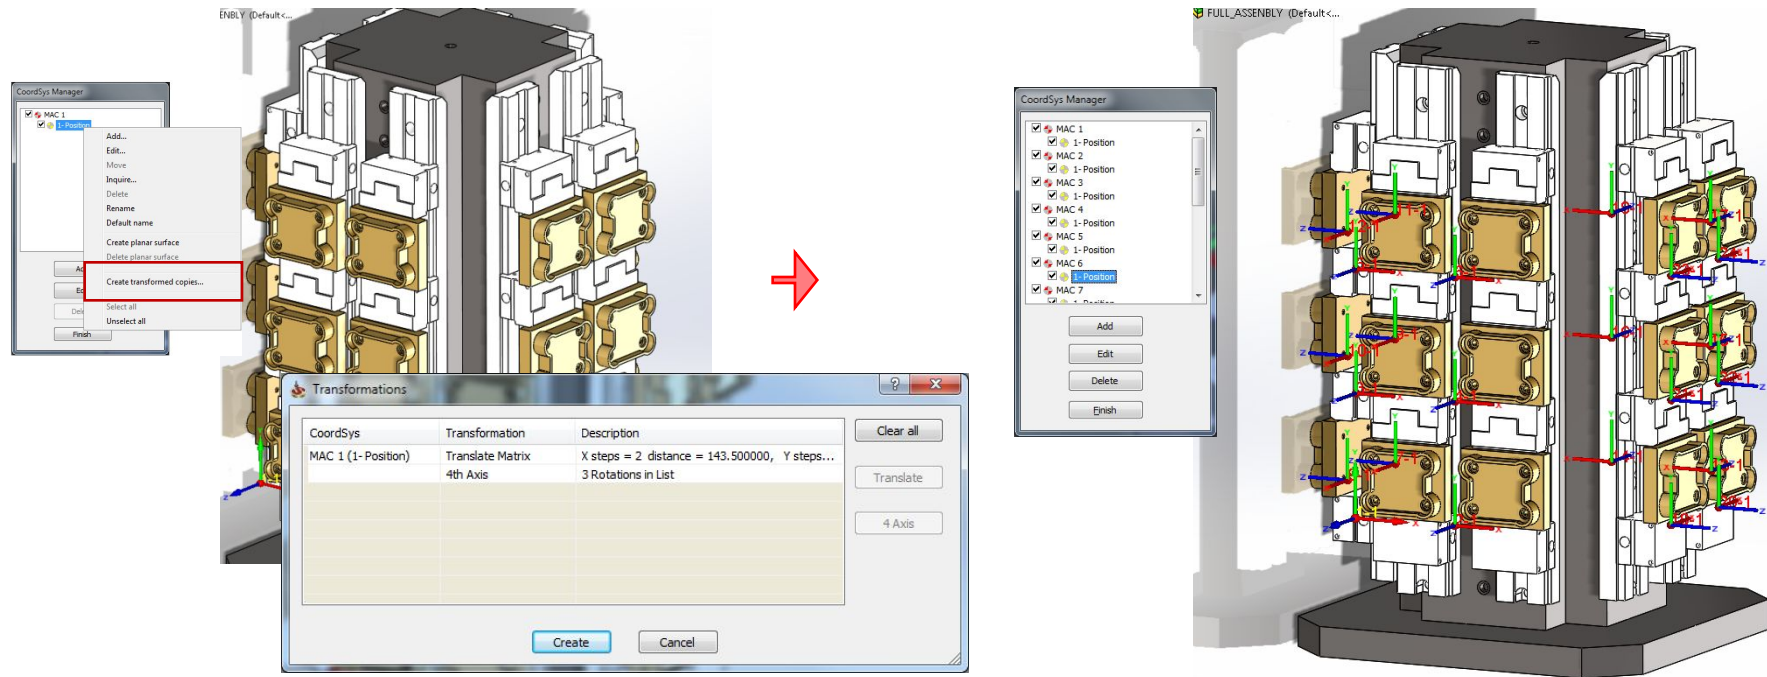 ENBLY (Default<...
CoordSys Manager
MAC 1
1- Position
Add...
Edit...
Move
Inquire...
Delete
Rename
Default name
Create planar surface
Delete planar surface
Create transformed copies...
Select all
Unselect all
Finish
Transformations
CoordSys Transformation Description
MAC 1 (1- Position) Translate Matrix X steps = 2 distance = 143.500000, Y steps...
4th Axis 3 Rotations in List
Clear all
Translate
4 Axis
Create
Cancel
CoordSys Manager
MAC 1
1- Position
MAC 2
1- Position
MAC 3
1- Position
MAC 4
1- Position
MAC 5
1- Position
MAC 6
1- Position
MAC 7
1- Position
Add
Edit
Delete
Finish
FULL_ASSENBLY (Default<...